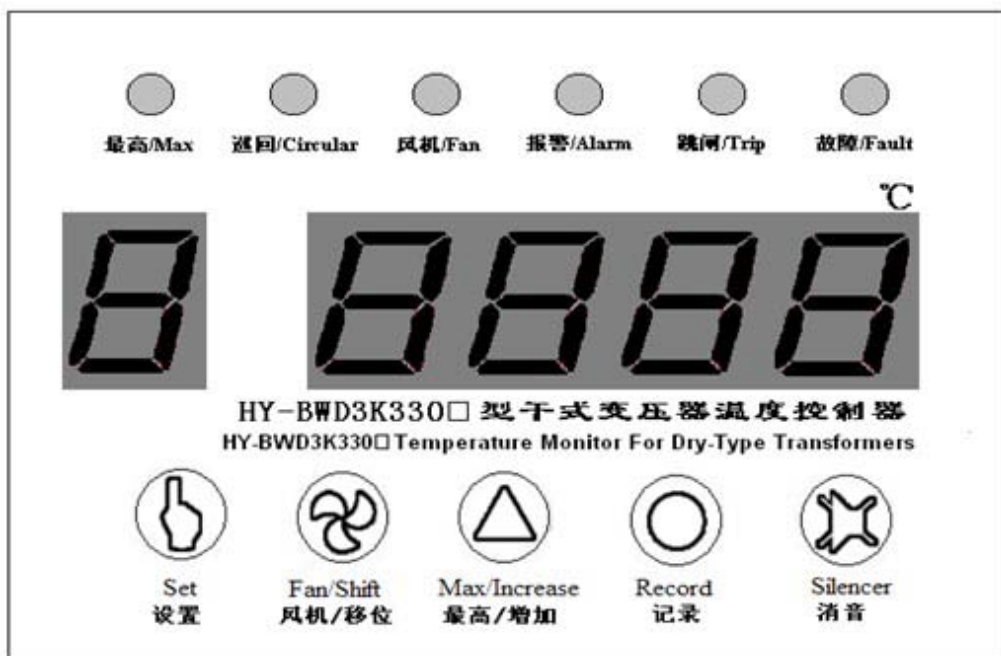 最高/Max 巡回/Circular 风机/Fan 报警/Alarm 跳闸/Trip 故障/Fault
℃
8 8888
HY-BWD3K330□ 型干式变压器温度控制器
HY-BWD3K330□ Temperature Monitor For Dry-Type Transformers
Set Fan/Shift Max/Increase Record Silencer
设置 风机/移位 最高/增加 记录 消音